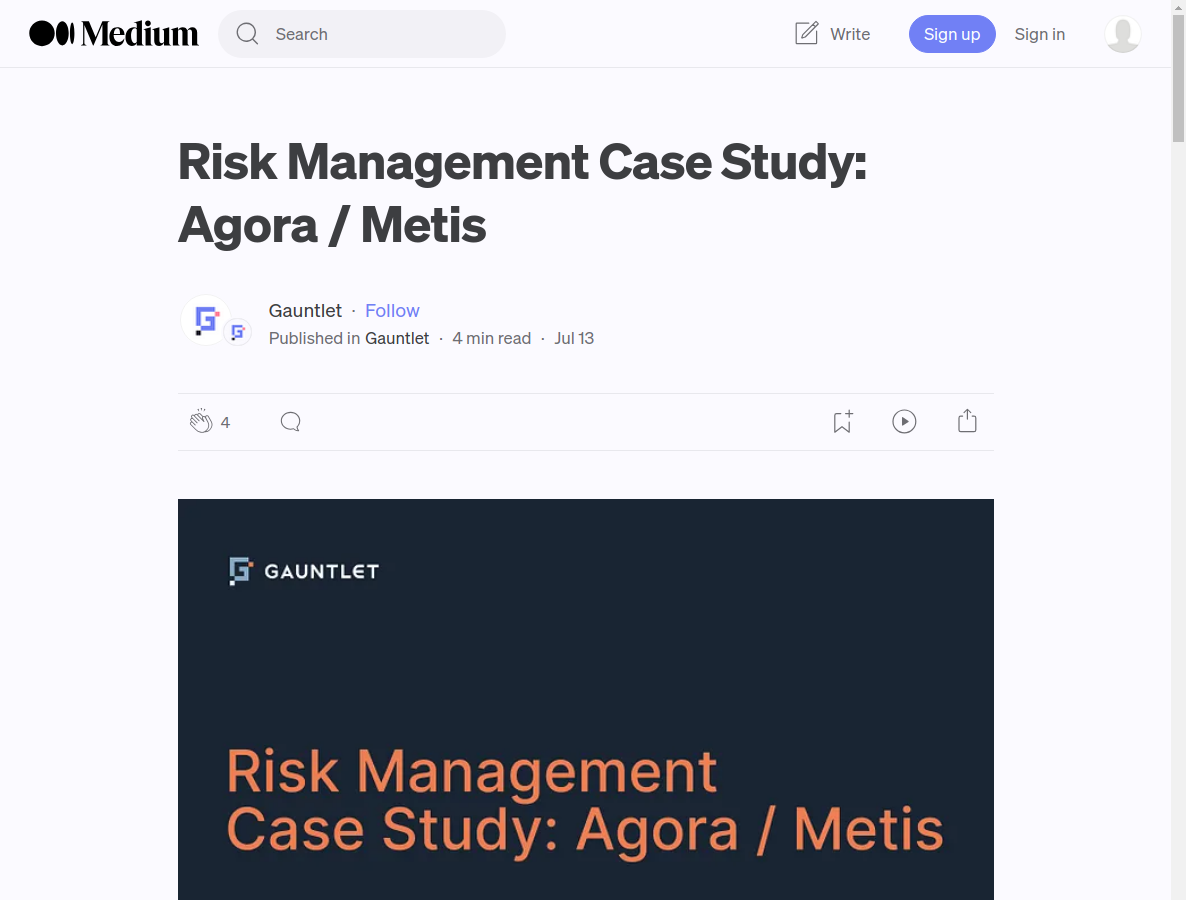 Medium
Search
Write
Sign up
Sign in
Risk Management Case Study:
Agora / Metis
Gauntlet · Follow
Published in Gauntlet · 4 min read · Jul 13
4
GAUNTLET
Risk Management
Case Study: Agora / Metis